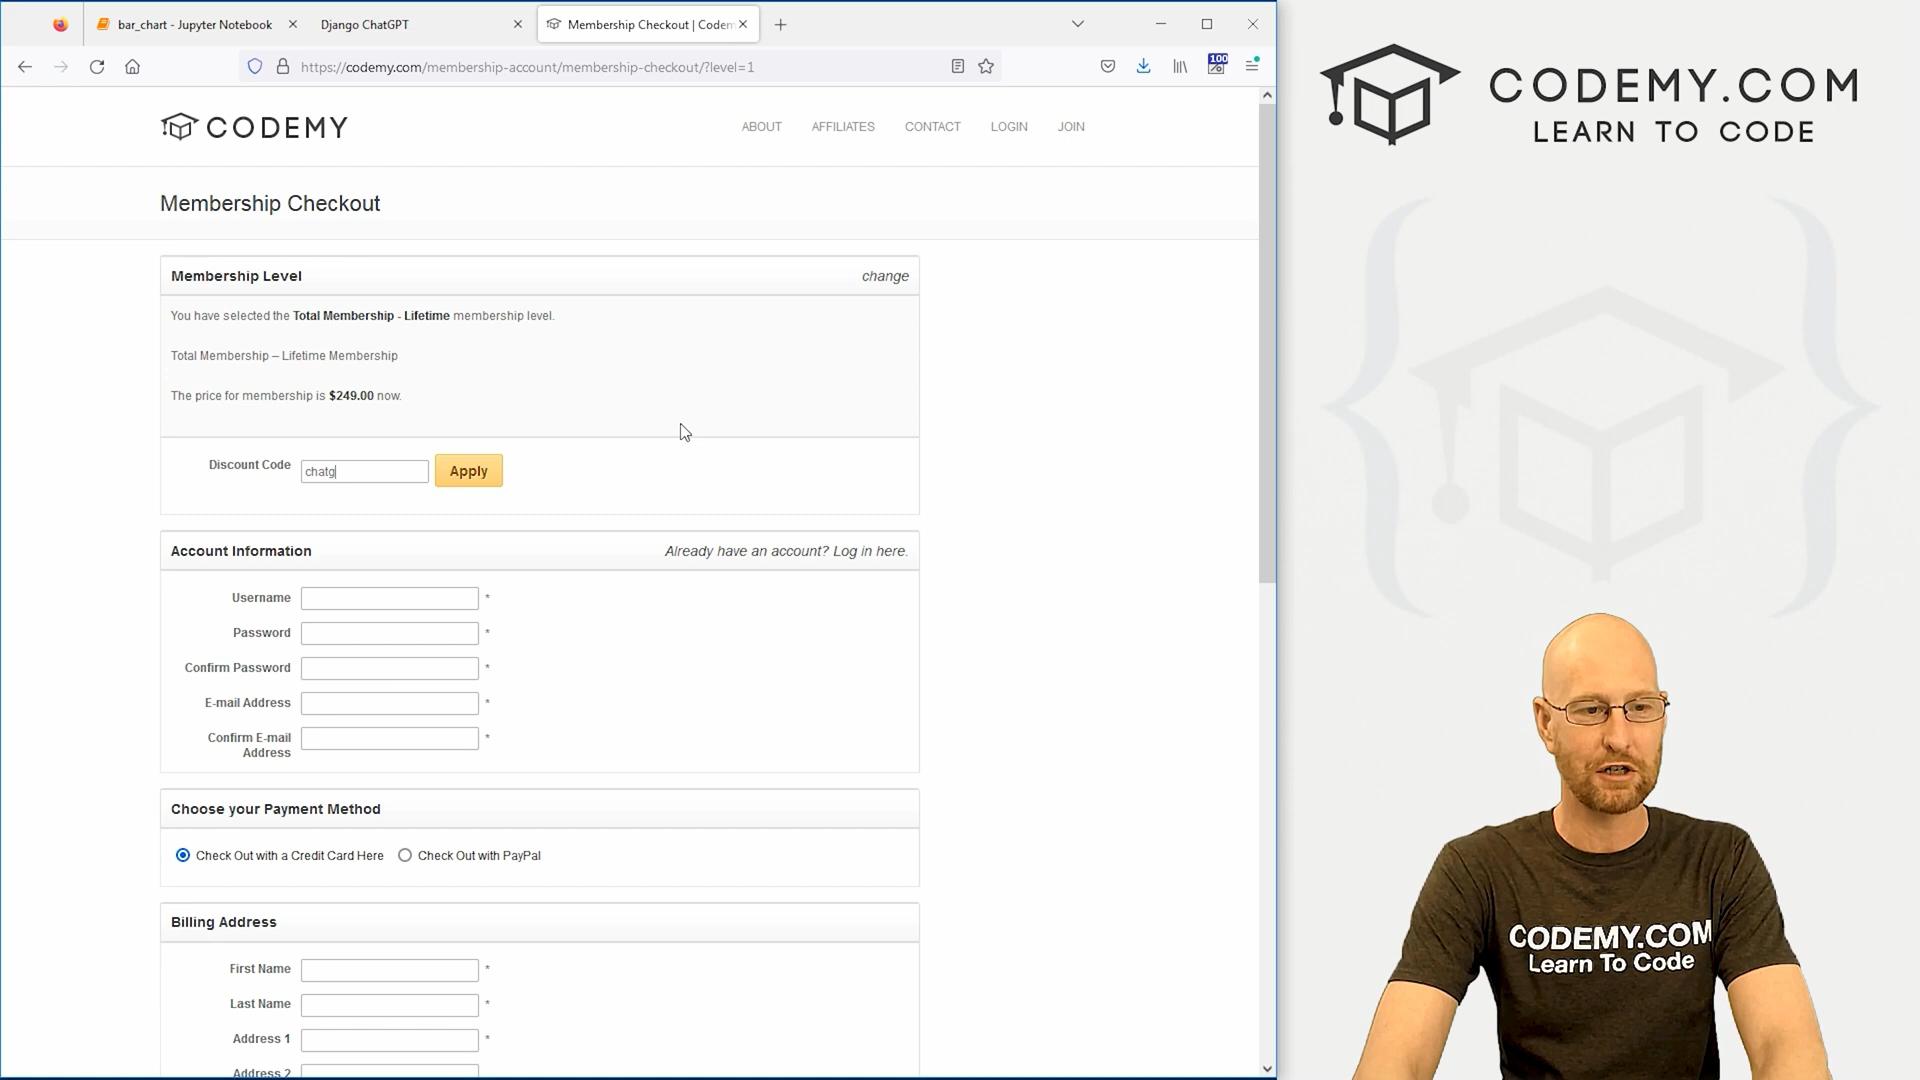 bar_chart - Jupyter Notebook
Django ChatGPT
Membership Checkout | Codem
https://codemy.com/membership-account/membership-checkout/?level=1
100
CODEMY
ABOUT
AFFILIATES
CONTACT
LOGIN
JOIN
Membership Checkout
Membership Level
change
You have selected the Total Membership - Lifetime membership level.
Total Membership – Lifetime Membership
The price for membership is $249.00 now.
Discount Code
chatg
Apply
Account Information
Already have an account? Log in here.
Username *
Password *
Confirm Password *
E-mail Address *
Confirm E-mail *
Address
Choose your Payment Method
Check Out with a Credit Card Here
Check Out with PayPal
Billing Address
First Name *
Last Name *
Address 1 *
Address 2
CODEMY.COM
LEARN TO CODE
CODEMY.COM
Learn To Code